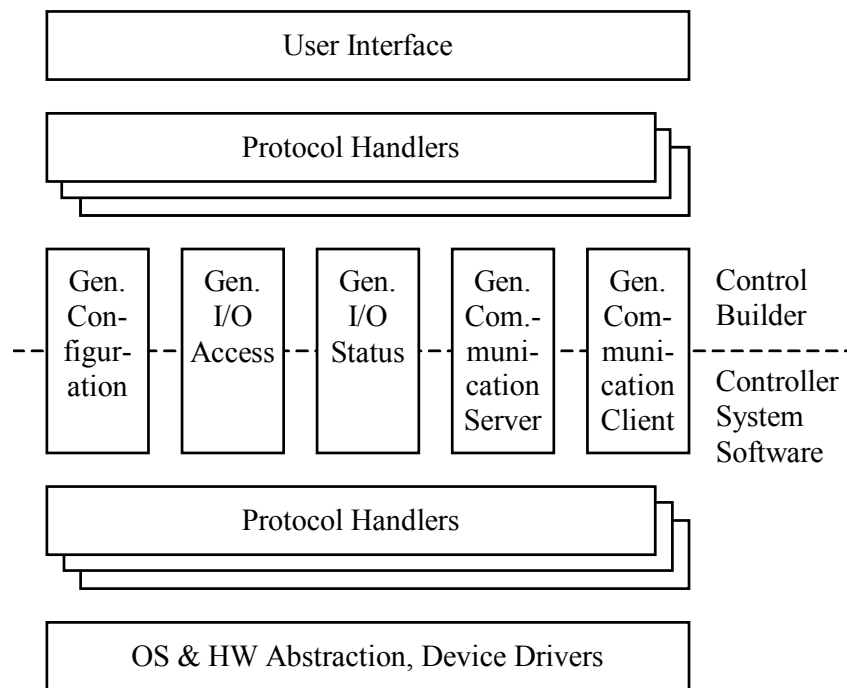 User Interface
Protocol Handlers
Gen.
Con-
figur-
ation
Gen.
I/O
Access
Gen.
I/O
Status
Gen.
Com.-
muni-
cation
Server
Gen.
Com-
muni-
cation
Client
Control
Builder
Controller
System
Software
Protocol Handlers
OS & HW Abstraction, Device Drivers